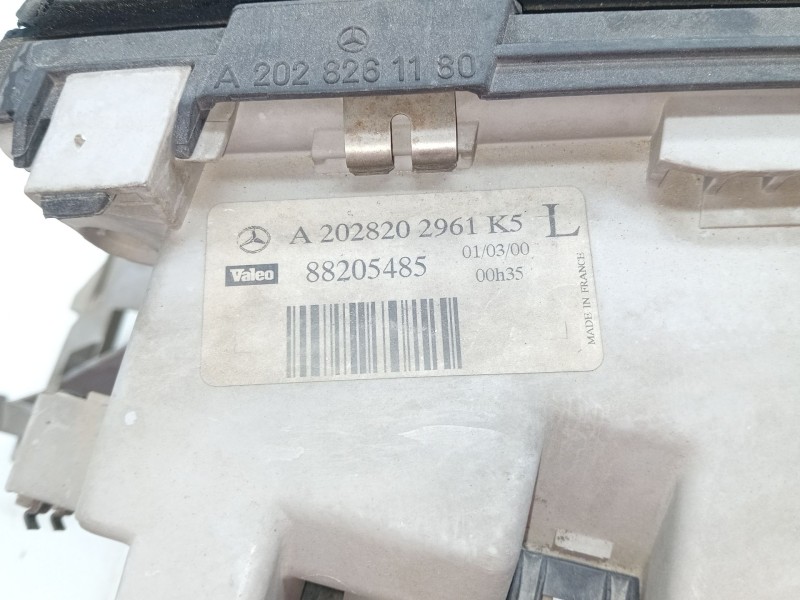 A 202 826 11 80
A 202820 2961 K5 L
Valeo 88205485 01/03/00
00h35
MADE IN FRANCE